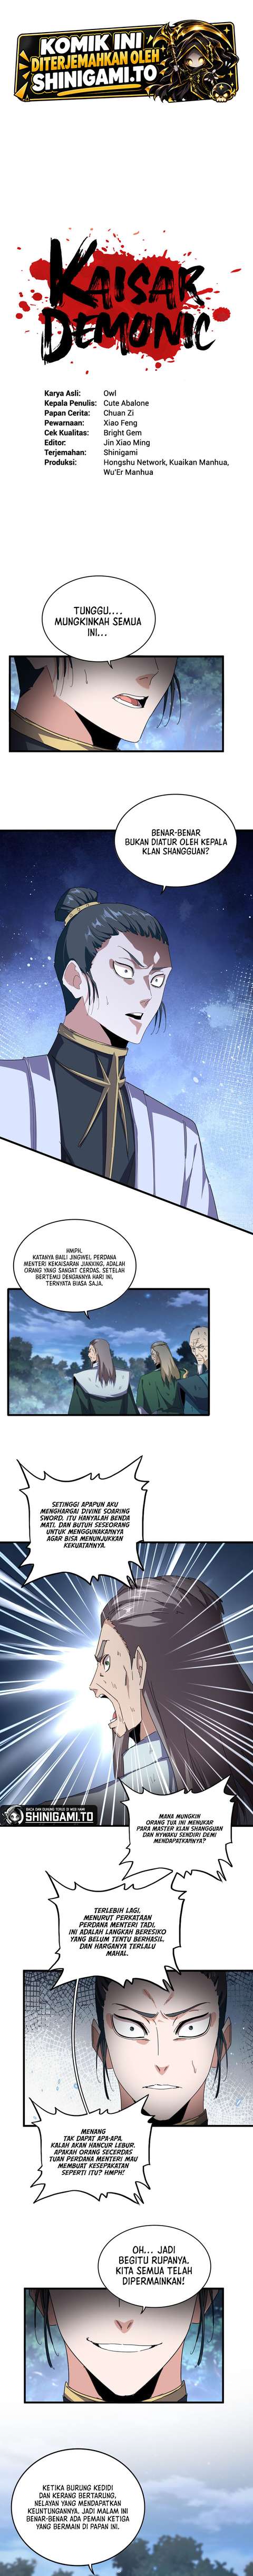 KOMIK INI
DITERJEMAHKAN OLEH
SHINIGAMI.TO
KAISAR
DEMONIC
Karya Asli: Owl
Kepala Penulis: Cute Abalone
Papan Cerita: Chuan Zi
Pewarnaan: Xiao Feng
Cek Kualitas: Bright Gem
Editor: Jin Xiao Ming
Terjemahan: Shinigami
Produksi: Hongshu Network, Kuaikan Manhua,
Wu'Er Manhua
TUNGGU....
MUNGKINKAH SEMUA
INI...
BENAR-BENAR
BUKAN DIATUR OLEH KEPALA
KLAN SHANGGUAN?
HMPH.
KATANYA BAILI JINGWEI, PERDANA
MENTERI KEKAISARAN JIANXING, ADALAH
ORANG YANG SANGAT CERDAS. SETELAH
BERTEMU DENGANNYA HARI INI,
TERNYATA BIASA SAJA.
SETINGGI APAPUN AKU
MENGHARGAI DIVINE SOARING
SWORD, ITU HANYALAH BENDA
MATI, DAN BUTUH SESEORANG
UNTUK MENGGUNAKANNYA
AGAR BISA MENUNJUKKAN
KEKUATANNYA.
BACA DAN DUKUNG TERUS DI WEB KAMI
SHINIGAMI.TO
MANA MUNGKIN
ORANG TUA INI MENUKAR
PARA MASTER KLAN SHANGGUAN
DAN NYAWAKU SENDIRI DEMI
MENDAPATKANNYA?
TERLEBIH LAGI,
MENURUT PERKATAAN
PERDANA MENTERI TADI,
INI ADALAH LANGKAH BERESIKO
YANG BELUM TENTU BERHASIL,
DAN HARGANYA TERLALU
MAHAL.
MENANG
TAK DAPAT APA-APA,
KALAH AKAN HANCUR LEBUR.
APAKAH ORANG SECERDAS
TUAN PERDANA MENTERI MAU
MEMBUAT KESEPAKATAN
SEPERTI ITU? HMPH!
OH... JADI
BEGITU RUPANYA.
KITA SEMUA TELAH
DIPERMAINKAN!
KETIKA BURUNG KEDIDI
DAN KERANG BERTARUNG,
NELAYAN YANG MENDAPATKAN
KEUNTUNGANNYA. JADI MALAM INI
BENAR-BENAR ADA PEMAIN KETIGA
YANG BERMAIN DI PAPAN INI.